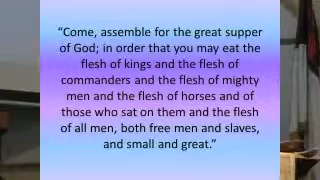 “Come, assemble for the great supper
of God; in order that you may eat the
flesh of kings and the flesh of
commanders and the flesh of mighty
men and the flesh of horses and of
those who sat on them and the flesh
of all men, both free men and slaves,
and small and great.”